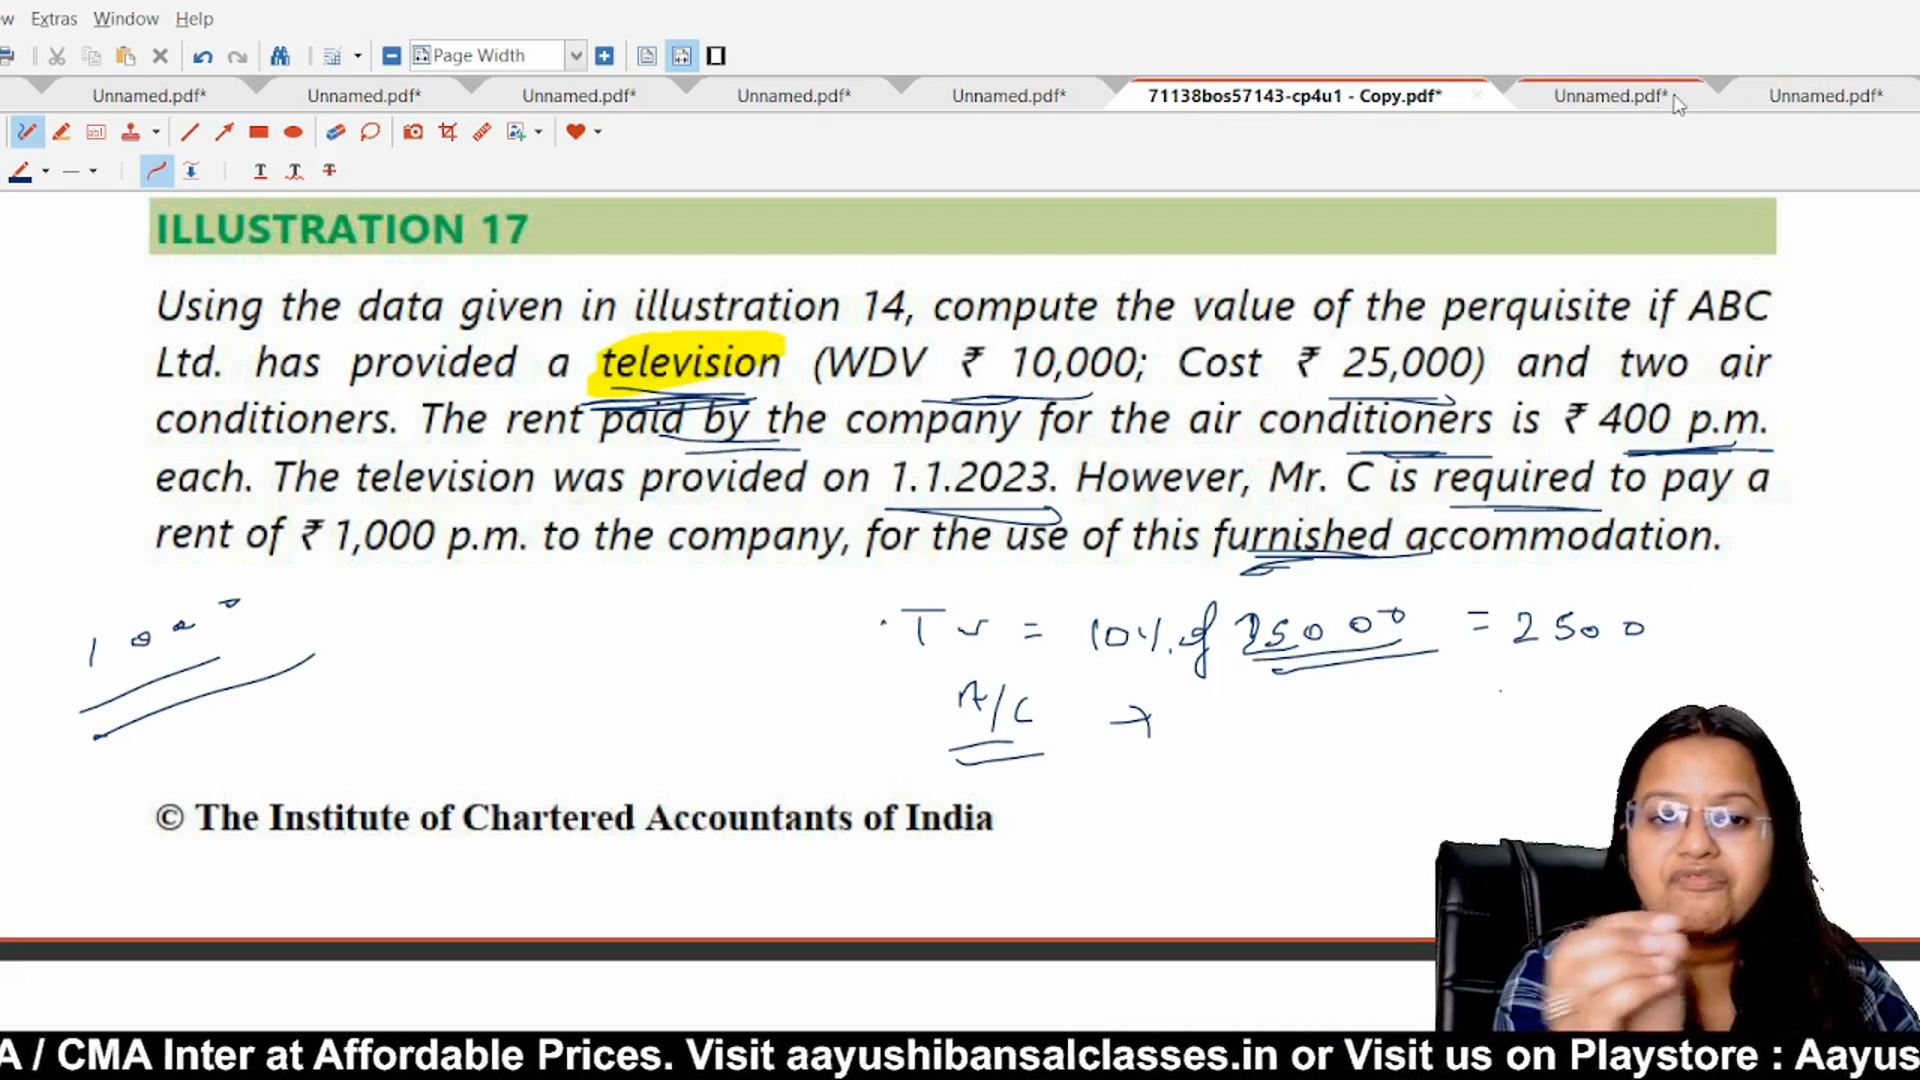 Extras Window Help
Page Width
Unnamed.pdf* Unnamed.pdf* Unnamed.pdf* Unnamed.pdf* Unnamed.pdf* 71138bos57143-cp4u1 - Copy.pdf* Unnamed.pdf* Unnamed.pdf*
ILLUSTRATION 17
Using the data given in illustration 14, compute the value of the perquisite if ABC
Ltd. has provided a television (WDV ₹ 10,000; Cost ₹ 25,000) and two air
conditioners. The rent paid by the company for the air conditioners is ₹ 400 p.m.
each. The television was provided on 1.1.2023. However, Mr. C is required to pay a
rent of ₹ 1,000 p.m. to the company, for the use of this furnished accommodation.
1000
TV = 10% of 25000 = 2500
A/C →
© The Institute of Chartered Accountants of India
A / CMA Inter at Affordable Prices. Visit aayushibansalclasses.in or Visit us on Playstore : Aayus